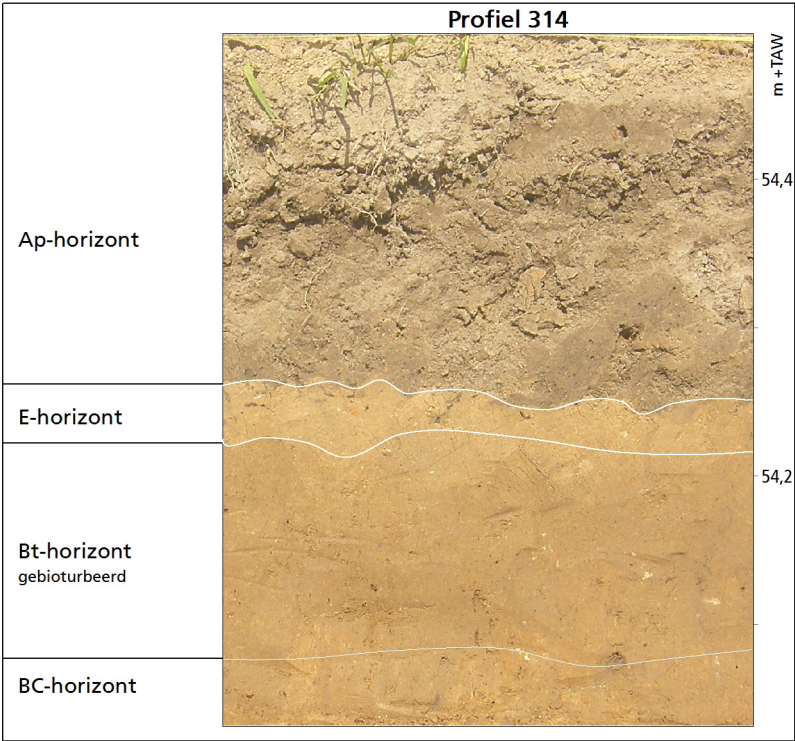 Profiel 314
m +TAW
54,4
Ap-horizont
E-horizont
54,2
Bt-horizont
gebioturbeerd
BC-horizont